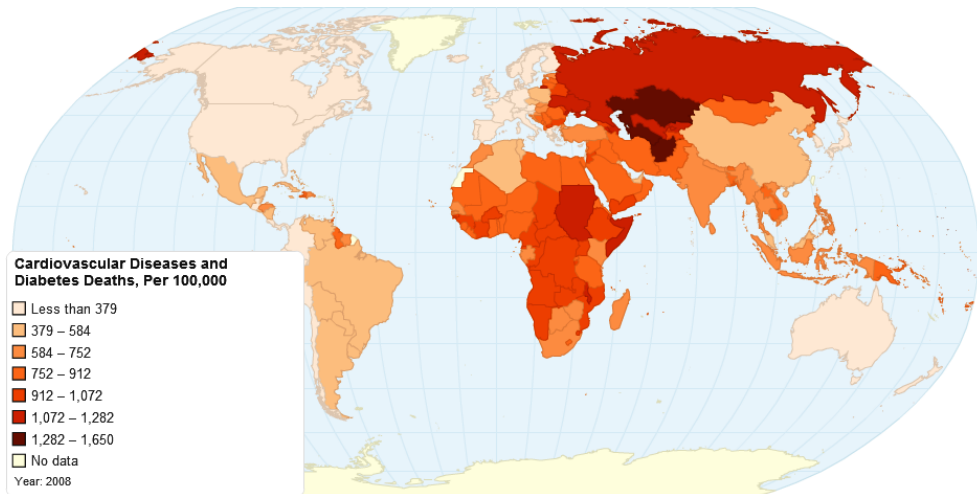 Cardiovascular Diseases and
Diabetes Deaths, Per 100,000
Less than 379
379 – 584
584 – 752
752 – 912
912 – 1,072
1,072 – 1,282
1,282 – 1,650
No data
Year: 2008